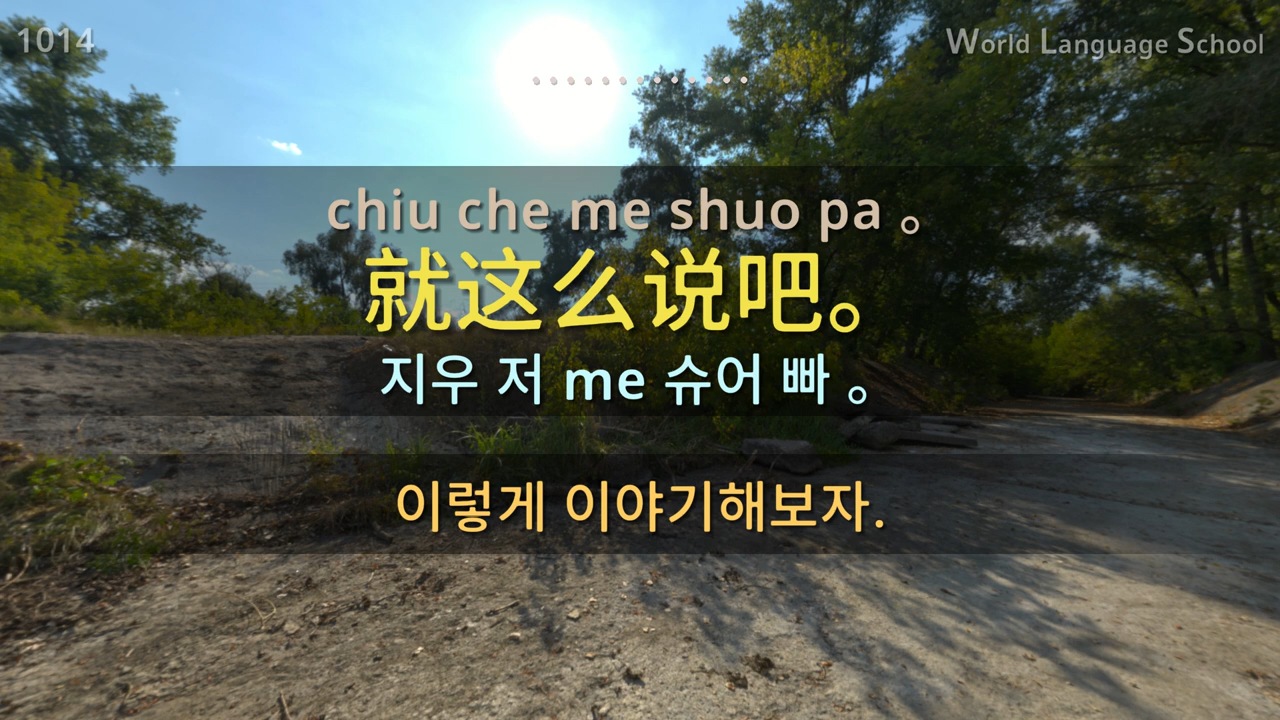 1014
World Language School
chiu che me shuo pa 。
就这么说吧。
지우 저 me 슈어 빠 。
이렇게 이야기해보자.